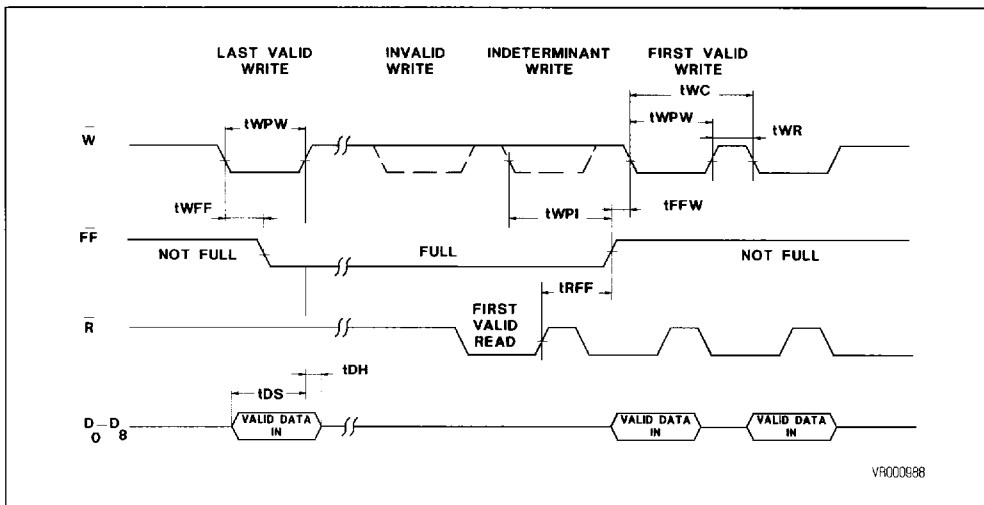 LAST VALID WRITE
INVALID WRITE
INDETERMINANT WRITE
FIRST VALID WRITE
tWC
tWPW
tWPW
tWR
W
tWFF
tWPI
tFFW
FF
NOT FULL
FULL
NOT FULL
tRFF
FIRST VALID READ
R
tDH
tDS
D0–D8
VALID DATA IN
VALID DATA IN
VALID DATA IN
VR000988